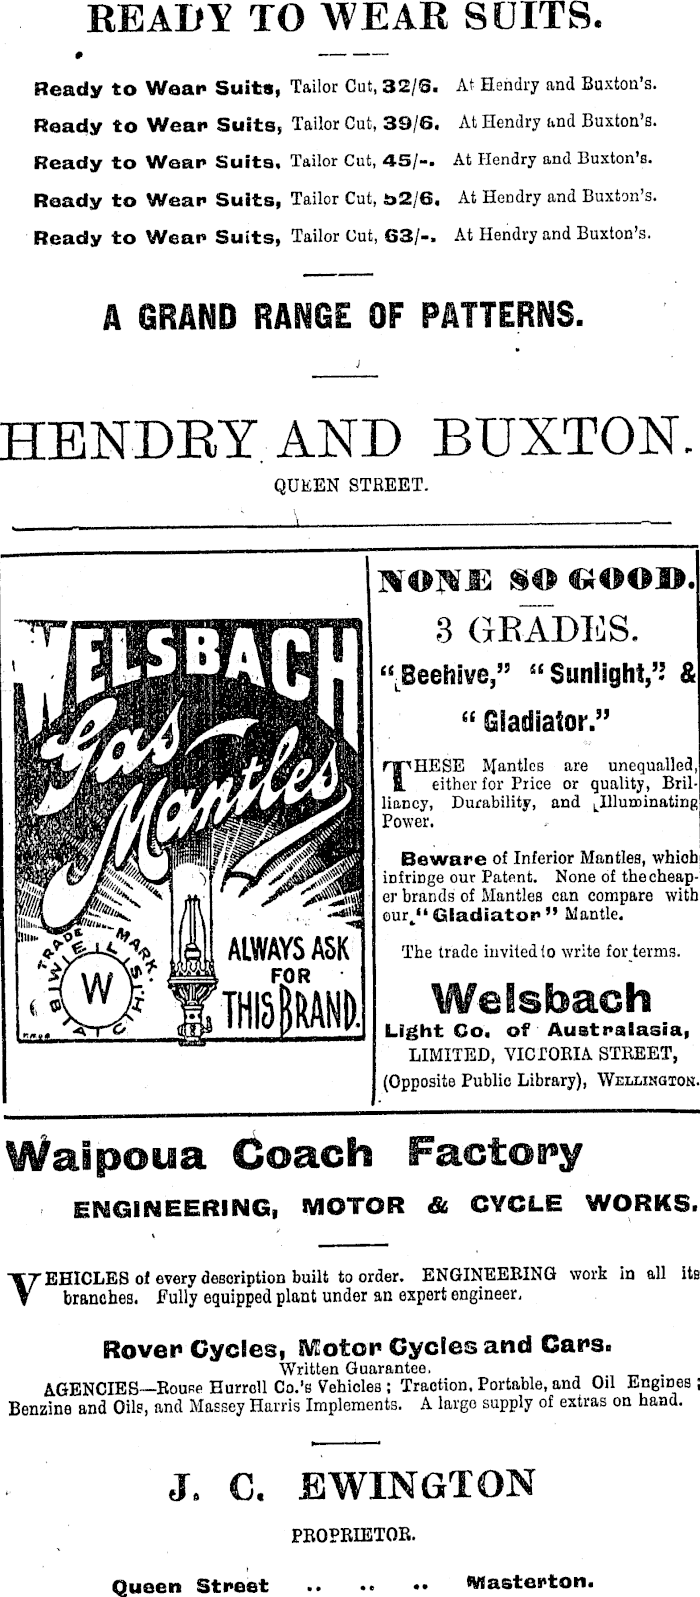 READY TO WEAR SUITS.
Ready to Wear Suits, Tailor Cut, 32/6. At Hendry and Buxton's.
Ready to Wear Suits, Tailor Cut, 39/6. At Hendry and Buxton's.
Ready to Wear Suits, Tailor Cut, 45/-. At Hendry and Buxton's.
Ready to Wear Suits, Tailor Cut, 52/6. At Hendry and Buxton's.
Ready to Wear Suits, Tailor Cut, 63/-. At Hendry and Buxton's.
A GRAND RANGE OF PATTERNS.
HENDRY AND BUXTON.
QUEEN STREET.
WELSBACH
Gas
Mantles
TRADE MARK.
WELSBACH
W
ALWAYS ASK
FOR
THIS BRAND.
NONE SO GOOD.
3 GRADES.
"Beehive," "Sunlight," &
"Gladiator."
THESE Mantles are unequalled,
either for Price or quality, Bril-
liancy, Durability, and Illuminating
Power.
Beware of Inferior Mantles, which
infringe our Patent. None of the cheap-
er brands of Mantles can compare with
our "Gladiator" Mantle.
The trade invited to write for terms.
Welsbach
Light Co. of Australasia,
LIMITED, VICTORIA STREET,
(Opposite Public Library), WELLINGTON.
Waipoua Coach Factory
ENGINEERING, MOTOR & CYCLE WORKS.
VEHICLES of every description built to order. ENGINEERING work in all its
branches. Fully equipped plant under an expert engineer.
Rover Cycles, Motor Cycles and Cars.
Written Guarantee.
AGENCIES—Rouse Hurrell Co.'s Vehicles; Traction, Portable, and Oil Engines;
Benzine and Oils, and Massey Harris Implements. A large supply of extras on hand.
J. C. EWINGTON
PROPRIETOR.
Queen Street .. .. .. Masterton.